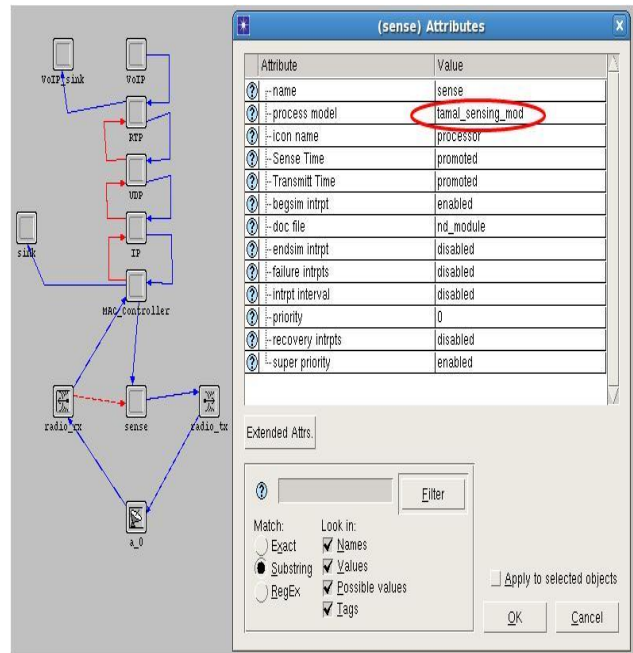 VoIP_sink
VoIP
RTP
UDP
IP
sink
MAC_Controller
radio_rx
sense
radio_tx
a_0
(sense) Attributes
Attribute Value
name sense
process model tamal_sensing_mod
icon name processor
Sense Time promoted
Transmitt Time promoted
begsim intrpt enabled
doc file nd_module
endsim intrpt disabled
failure intrpts disabled
intrpt interval disabled
priority 0
recovery intrpts disabled
super priority enabled
Extended Attrs.
Filter
Match: Look in:
Exact Names
Substring Values
RegEx Possible values
Tags
Apply to selected objects
OK Cancel